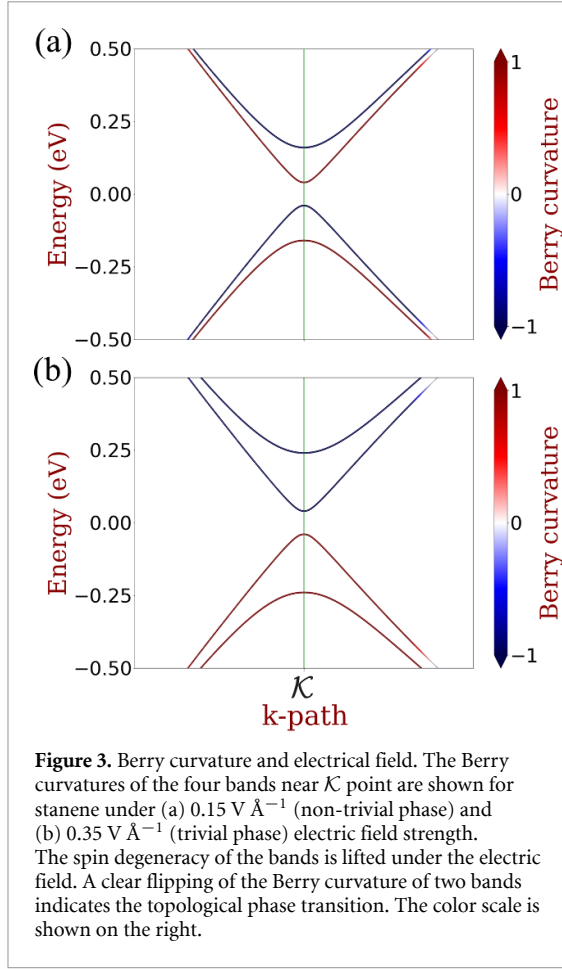 (a)
0.50
0.25
0.00
−0.25
−0.50
Energy (eV)
1
0
−1
Berry curvature
(b)
0.50
0.25
0.00
−0.25
−0.50
Energy (eV)
1
0
−1
Berry curvature
𝒦
k-path
Figure 3. Berry curvature and electrical field. The Berry
curvatures of the four bands near 𝒦 point are shown for
stanene under (a) 0.15 V Å⁻¹ (non-trivial phase) and
(b) 0.35 V Å⁻¹ (trivial phase) electric field strength.
The spin degeneracy of the bands is lifted under the electric
field. A clear flipping of the Berry curvature of two bands
indicates the topological phase transition. The color scale is
shown on the right.